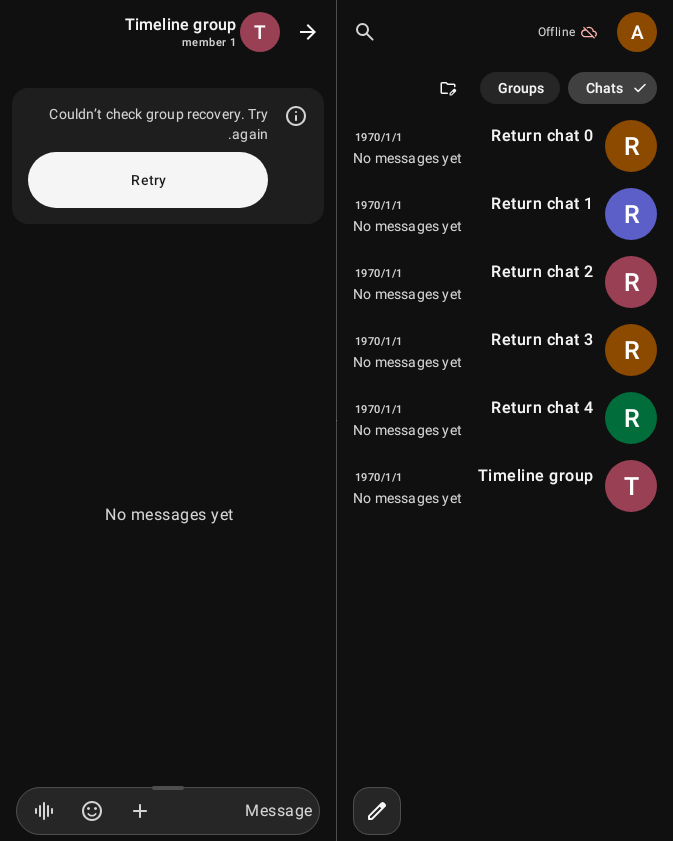 Timeline group
member 1
T
Couldn’t check group recovery. Try
.again
Retry
No messages yet
Message
Offline
A
Groups
Chats
Return chat 0
1970/1/1
No messages yet
R
Return chat 1
1970/1/1
No messages yet
R
Return chat 2
1970/1/1
No messages yet
R
Return chat 3
1970/1/1
No messages yet
R
Return chat 4
1970/1/1
No messages yet
R
Timeline group
1970/1/1
No messages yet
T